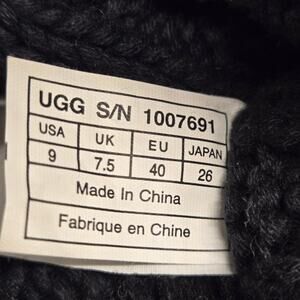 UGG S/N 1007691
USA UK EU JAPAN
9 7.5 40 26
Made In China
Fabrique en Chine